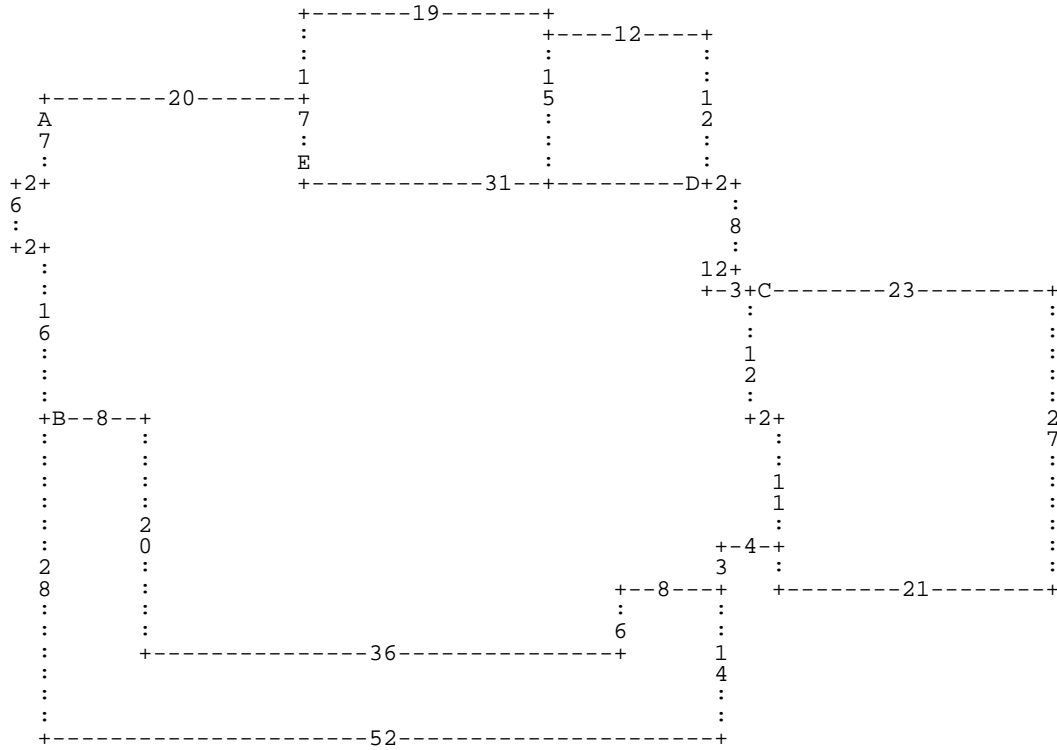 +-------19-------+
                    :                +----12----+
                    :                :          :
                    1                1          :
  +--------20-------+                5          1
  A                 7                :          2
  7                 :                :          :
  :                 E                :          :
+2+                 +------------31--+---------D+2+
6                                                 :
:                                                 8
+2+                                               :
  :                                             12+
  :                                             +-3+C--------23---------+
  1                                                :                    :
  6                                                :                    :
  :                                                1                    :
  :                                                2                    :
  :                                                :                    :
  +B--8--+                                         +2+                  2
  :      :                                           :                  7
  :      :                                           :                  :
  :      :                                           1                  :
  :      :                                           1                  :
  :      2                                           :                  :
  :      0                                       +-4-+                  :
  2      :                                       3   :                  :
  8      :                                +--8---+   +--------21--------+
  :      :                                :      :
  :      :                                6      :
  :      +---------------36---------------+      1
  :                                              4
  :                                              :
  :                                              :
  +----------------------52----------------------+